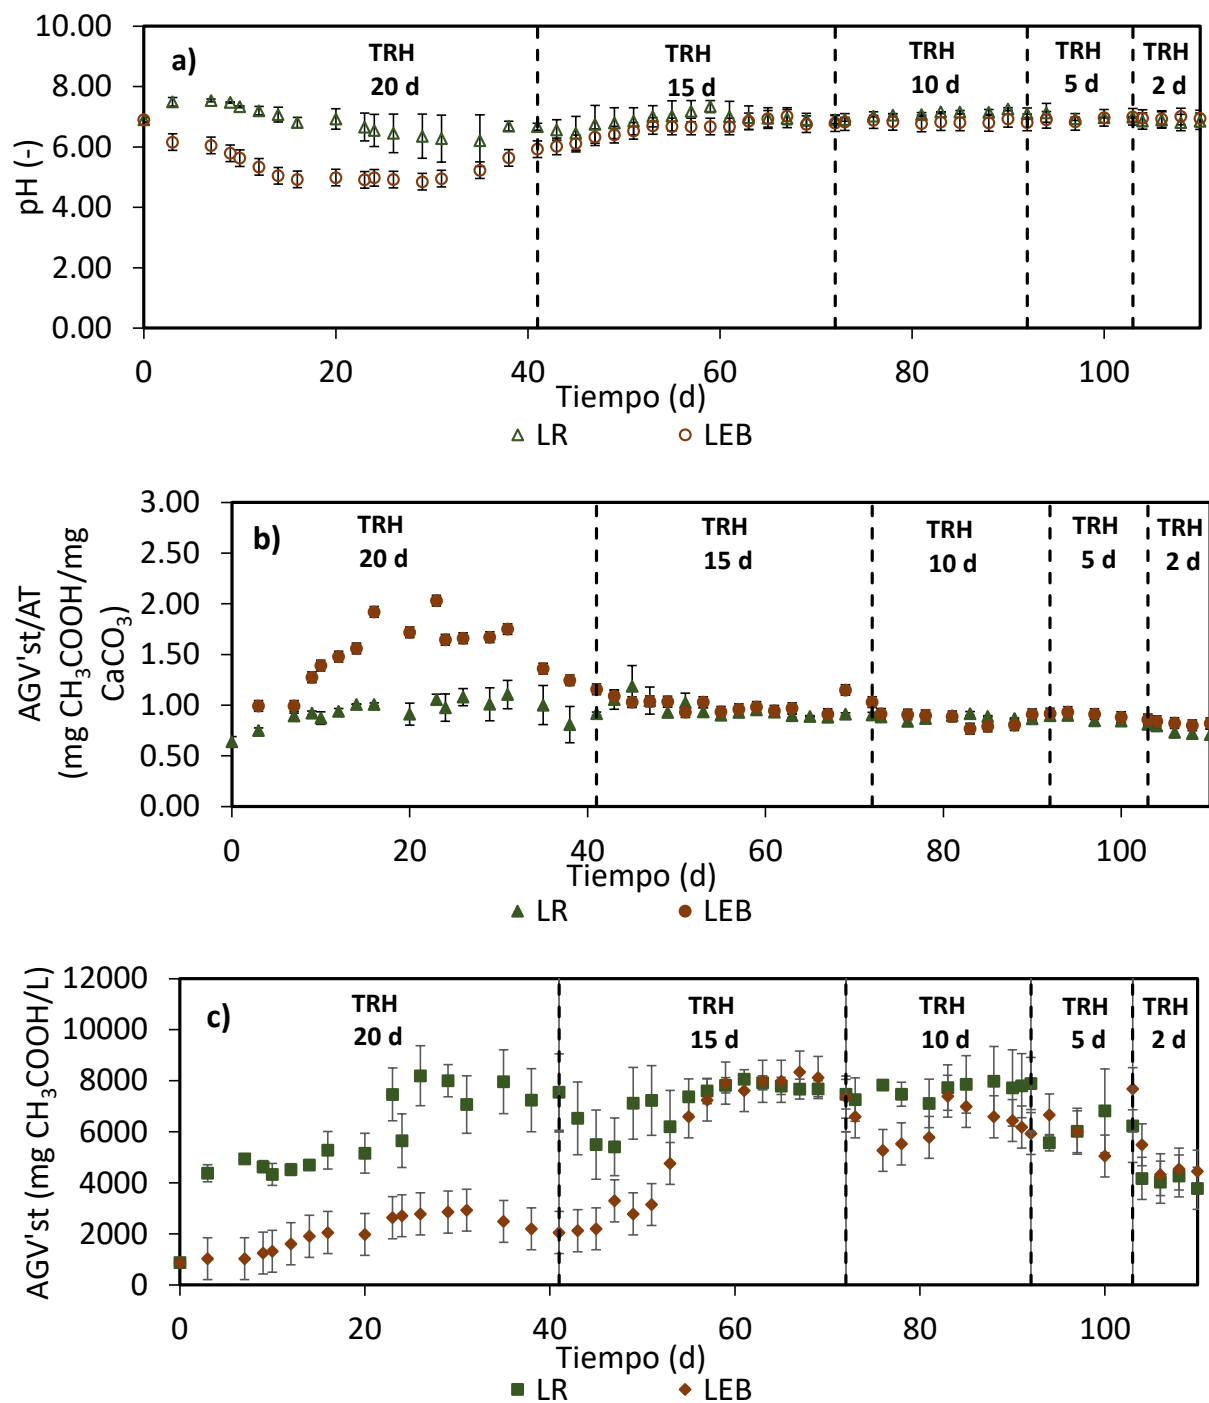 a)
TRH
20 d
TRH
15 d
TRH
10 d
TRH
5 d
TRH
2 d
10.00
8.00
6.00
4.00
2.00
0.00
pH (-)
0 20 40 60 80 100
Tiempo (d)
LR LEB
b)
TRH
20 d
TRH
15 d
TRH
10 d
TRH
5 d
TRH
2 d
3.00
2.50
2.00
1.50
1.00
0.50
0.00
AGV'st/AT
(mg CH₃COOH/mg
CaCO₃)
0 20 40 60 80 100
Tiempo (d)
LR LEB
c)
TRH
20 d
TRH
15 d
TRH
10 d
TRH
5 d
TRH
2 d
12000
10000
8000
6000
4000
2000
0
AGV'st (mg CH₃COOH/L)
0 20 40 60 80 100
Tiempo (d)
LR LEB